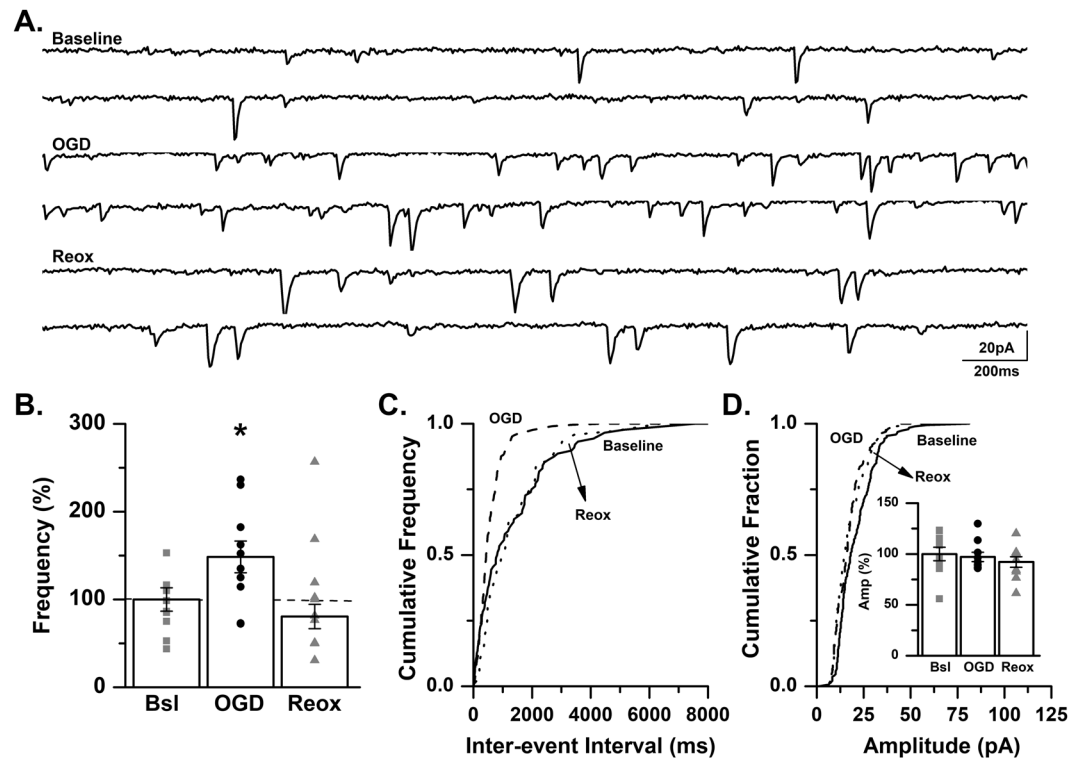 A.
Baseline
OGD
Reox
20pA
200ms
B.
Frequency (%)
300
200
100
0
*
Bsl
OGD
Reox
C.
Cumulative Frequency
1.0
0.5
0.0
OGD
Baseline
Reox
0
2000
4000
6000
8000
Inter-event Interval (ms)
D.
Cumulative Fraction
1.0
0.5
0.0
OGD
Baseline
Reox
Amp (%)
150
100
50
0
Bsl
OGD
Reox
0
25
50
75
100
125
Amplitude (pA)